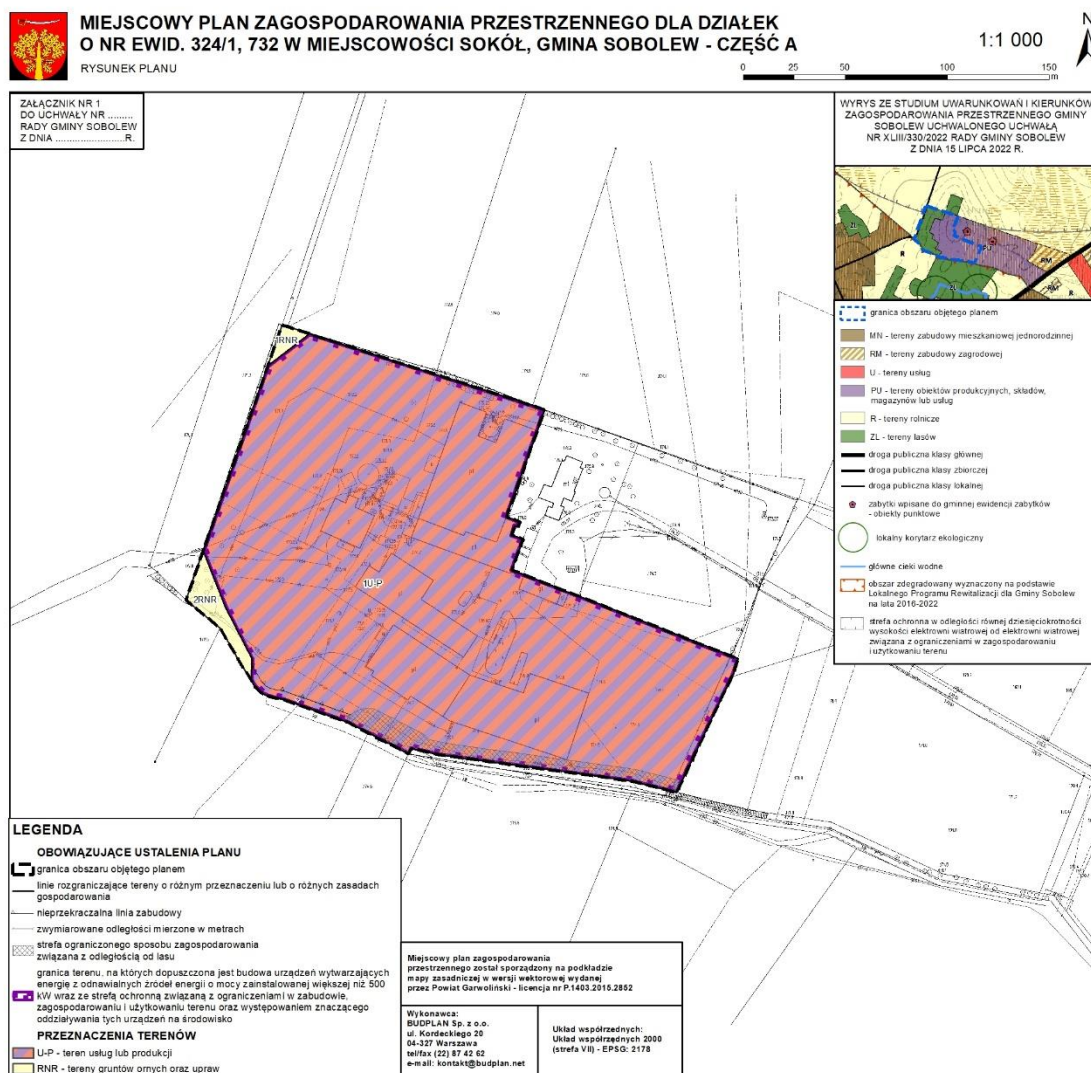 MIEJSCOWY PLAN ZAGOSPODAROWANIA PRZESTRZENNEGO DLA DZIAŁEK
O NR EWID. 324/1, 732 W MIEJSCOWOŚCI SOKÓŁ, GMINA SOBOLEW - CZĘŚĆ A
RYSUNEK PLANU
1:1 000
N
0 25 50 100 150
m
ZAŁĄCZNIK NR 1
DO UCHWAŁY NR .........
RADY GMINY SOBOLEW
Z DNIA ........................R.
WYRYS ZE STUDIUM UWARUNKOWAŃ I KIERUNKÓW
ZAGOSPODAROWANIA PRZESTRZENNEGO GMINY
SOBOLEW UCHWALONEGO UCHWAŁĄ
NR XLIII/330/2022 RADY GMINY SOBOLEW
Z DNIA 15 LIPCA 2022 R.
ZL
R
PU
RM
R
RM
ZL
granica obszaru objętego planem
MN - tereny zabudowy mieszkaniowej jednorodzinnej
RM - tereny zabudowy zagrodowej
U - tereny usług
PU - tereny obiektów produkcyjnych, składów,
magazynów lub usług
R - tereny rolnicze
ZL - tereny lasów
droga publiczna klasy głównej
droga publiczna klasy zbiorczej
droga publiczna klasy lokalnej
zabytki wpisane do gminnej ewidencji zabytków
- obiekty punktowe
lokalny korytarz ekologiczny
główne cieki wodne
obszar zdegradowany wyznaczony na podstawie
Lokalnego Programu Rewitalizacji dla Gminy Sobolew
na lata 2016-2022
strefa ochronna w odległości równej dziesięciokrotności
wysokości elektrowni wiatrowej od elektrowni wiatrowej
związana z ograniczeniami w zagospodarowaniu
i użytkowaniu terenu
1RNR
1U-P
2RNR
LEGENDA
OBOWIĄZUJĄCE USTALENIA PLANU
granica obszaru objętego planem
linie rozgraniczające tereny o różnym przeznaczeniu lub o różnych zasadach
gospodarowania
nieprzekraczalna linia zabudowy
zwymiarowane odległości mierzone w metrach
strefa ograniczonego sposobu zagospodarowania
związana z odległością od lasu
granica terenu, na których dopuszczona jest budowa urządzeń wytwarzających
energię z odnawialnych źródeł energii o mocy zainstalowanej większej niż 500
kW wraz ze strefą ochronną związaną z ograniczeniami w zabudowie,
zagospodarowaniu i użytkowaniu terenu oraz występowaniem znaczącego
oddziaływania tych urządzeń na środowisko
PRZEZNACZENIA TERENÓW
U-P - teren usług lub produkcji
RNR - tereny gruntów ornych oraz upraw
Miejscowy plan zagospodarowania
przestrzennego został sporządzony na podkładzie
mapy zasadniczej w wersji wektorowej wydanej
przez Powiat Garwoliński - licencja nr P.1403.2015.2852
Wykonawca:
BUDPLAN Sp. z o.o.
ul. Kordeckiego 20
04-327 Warszawa
tel/fax (22) 87 42 62
e-mail: kontakt@budplan.net
Układ współrzędnych:
Układ współrzędnych 2000
(strefa VII) - EPSG: 2178